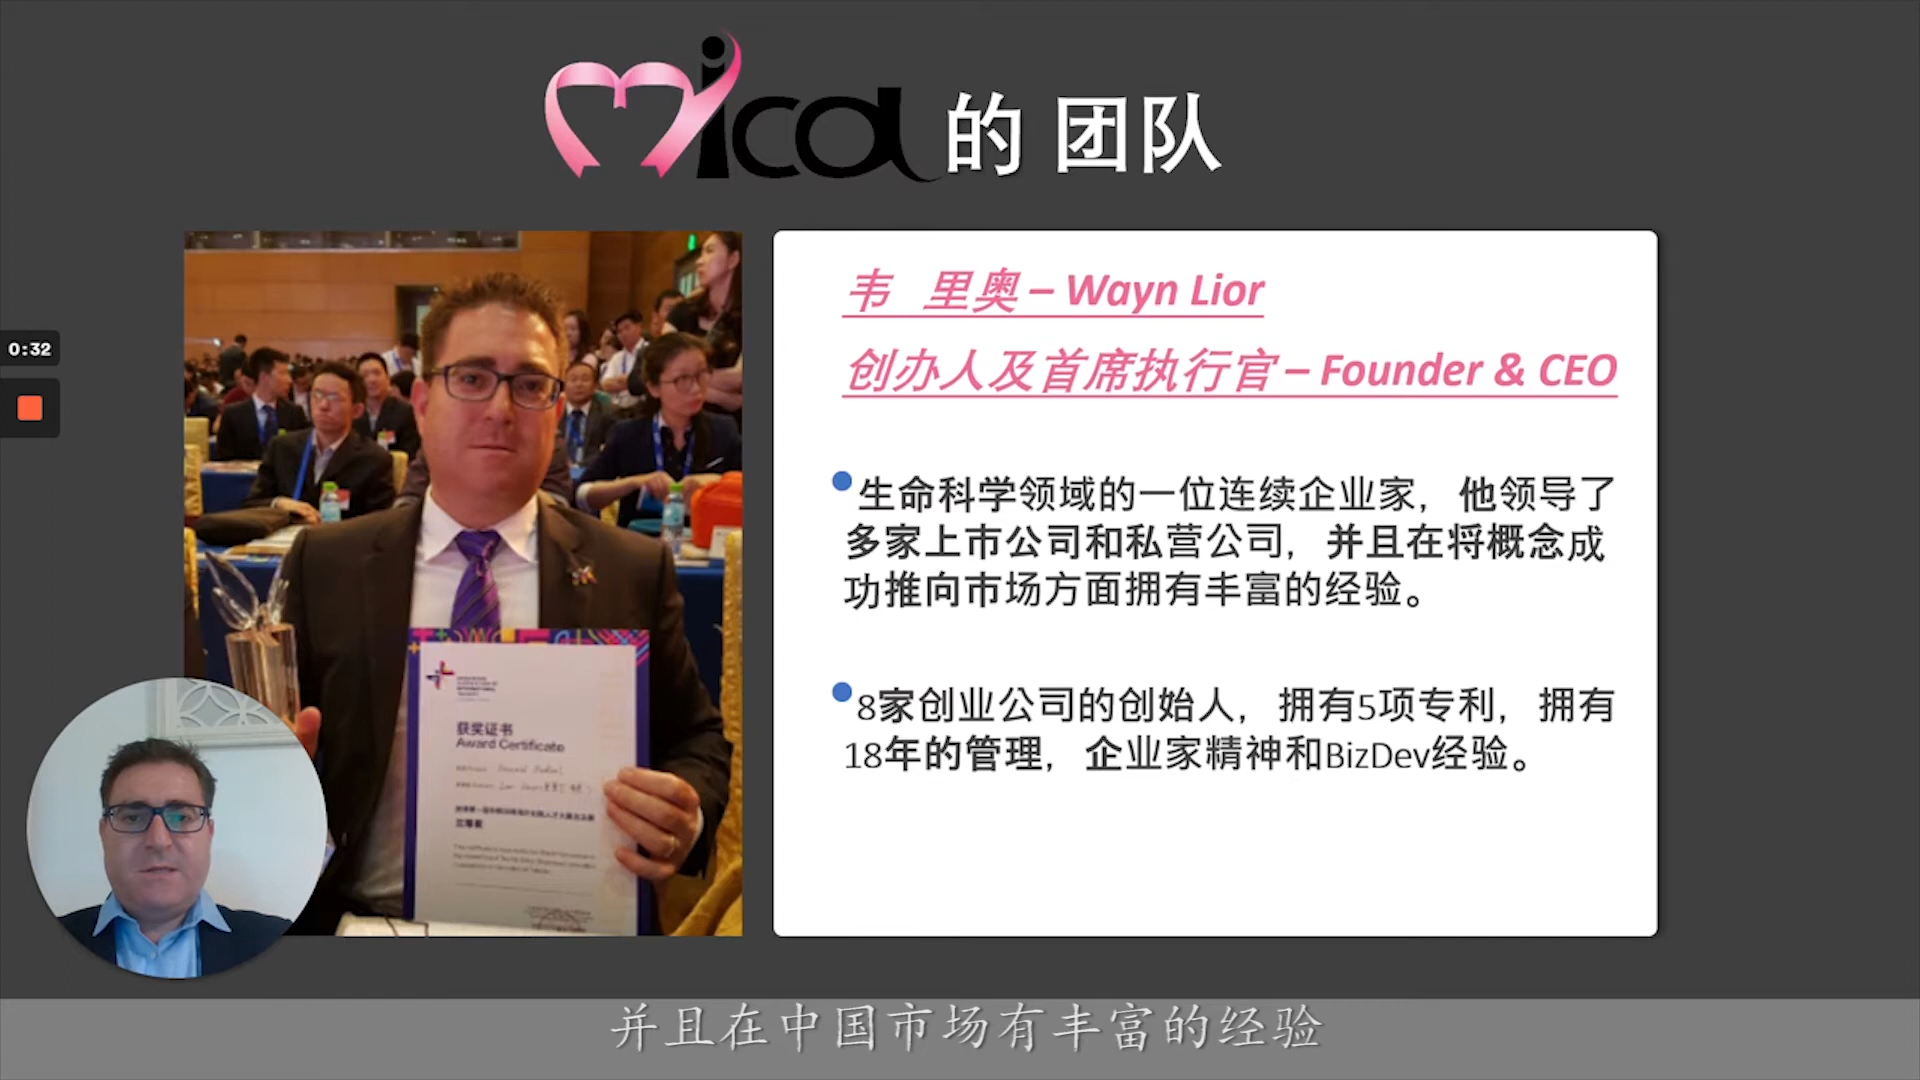 mica 的 团队
0:32
韦 里奥 – Wayn Lior
创办人及首席执行官 – Founder & CEO
生命科学领域的一位连续企业家，他领导了
多家上市公司和私营公司，并且在将概念成
功推向市场方面拥有丰富的经验。
8家创业公司的创始人，拥有5项专利，拥有
18年的管理，企业家精神和BizDev经验。
INTERNATIONAL
获奖证书
Award Certificate
并且在中国市场有丰富的经验